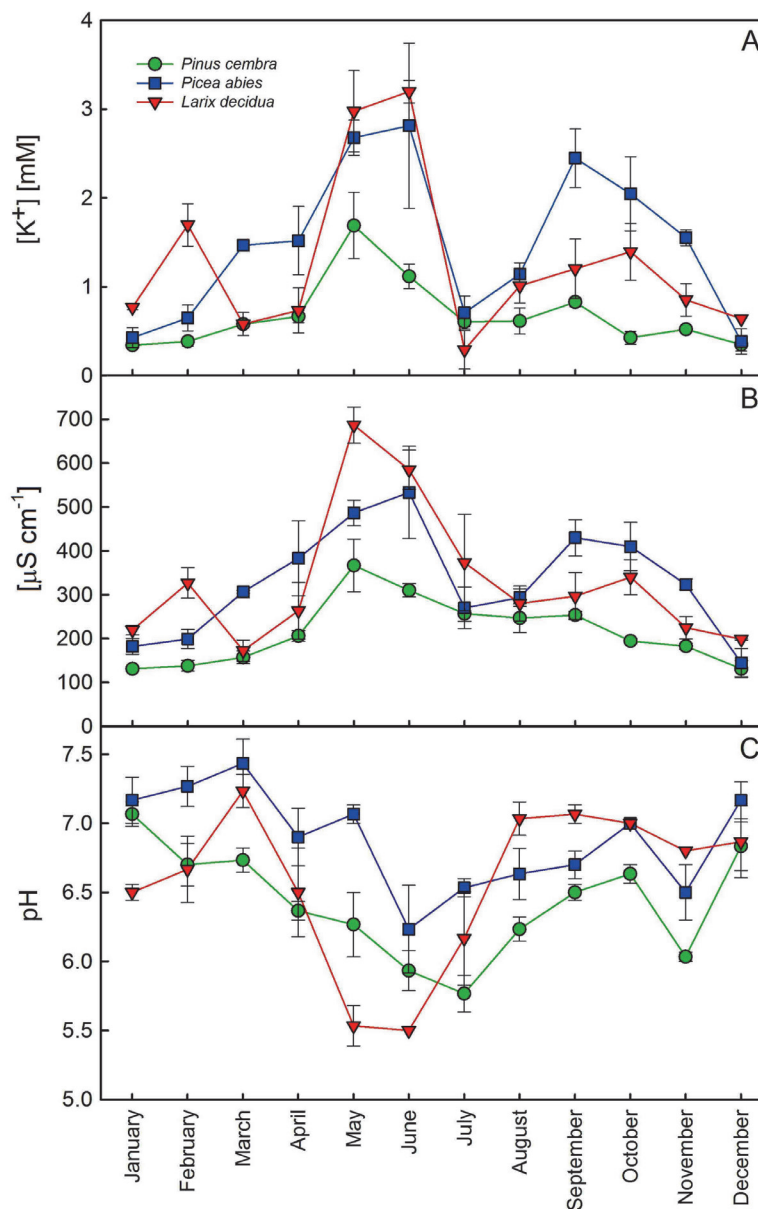 A
Pinus cembra
Picea abies
Larix decidua
[K⁺] [mM]
4
3
2
1
0
B
[µS cm⁻¹]
700
600
500
400
300
200
100
0
C
pH
7.5
7.0
6.5
6.0
5.5
5.0
January
February
March
April
May
June
July
August
September
October
November
December